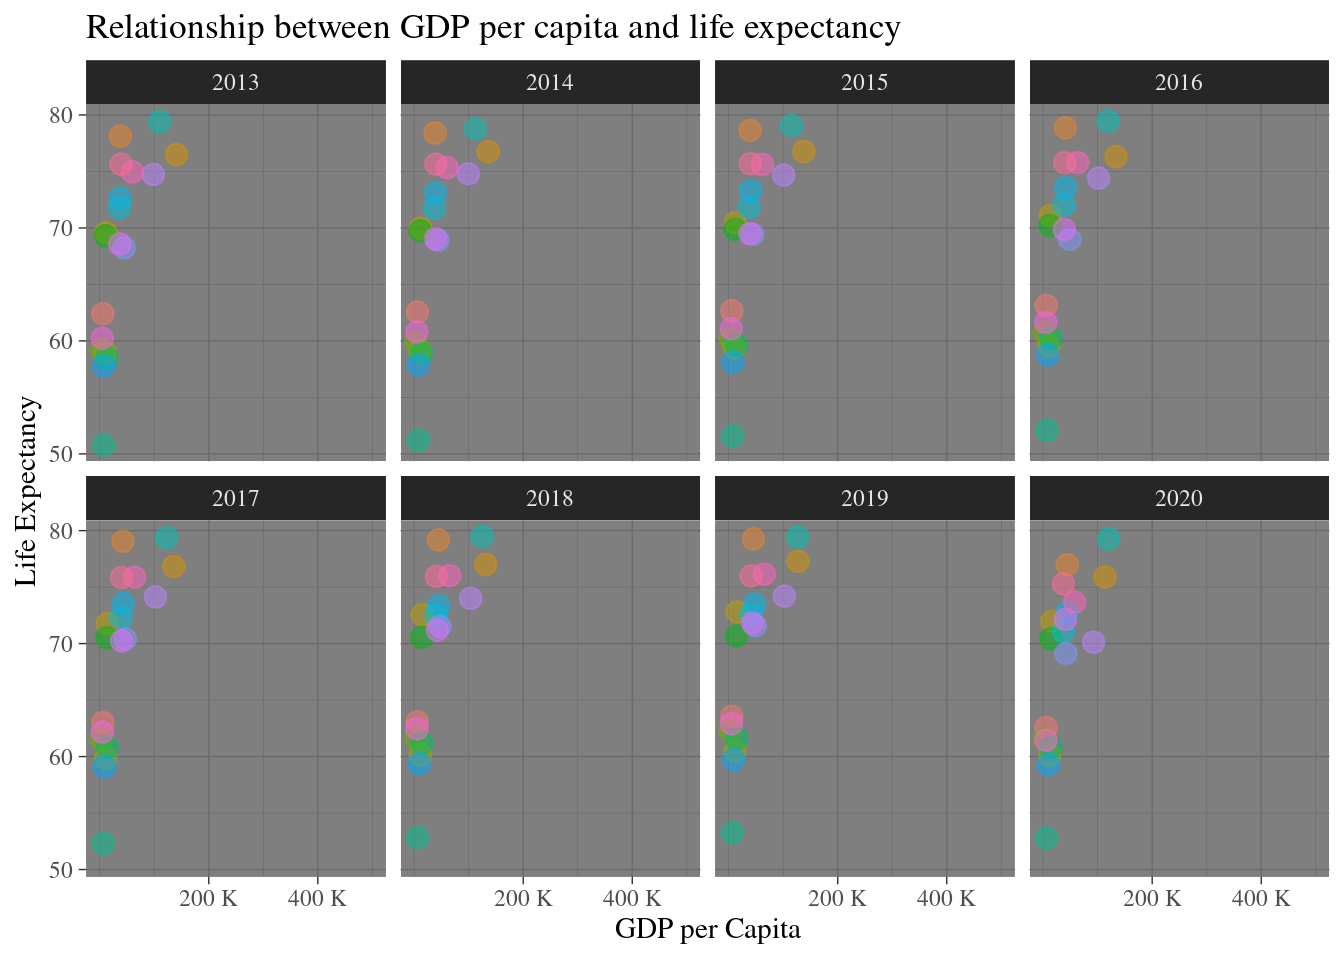 Relationship between GDP per capita and life expectancy
2013 2014 2015 2016
80
70
60
50
Life Expectancy
2017 2018 2019 2020
80
70
60
50
200 K 400 K 200 K 400 K 200 K 400 K 200 K 400 K
GDP per Capita